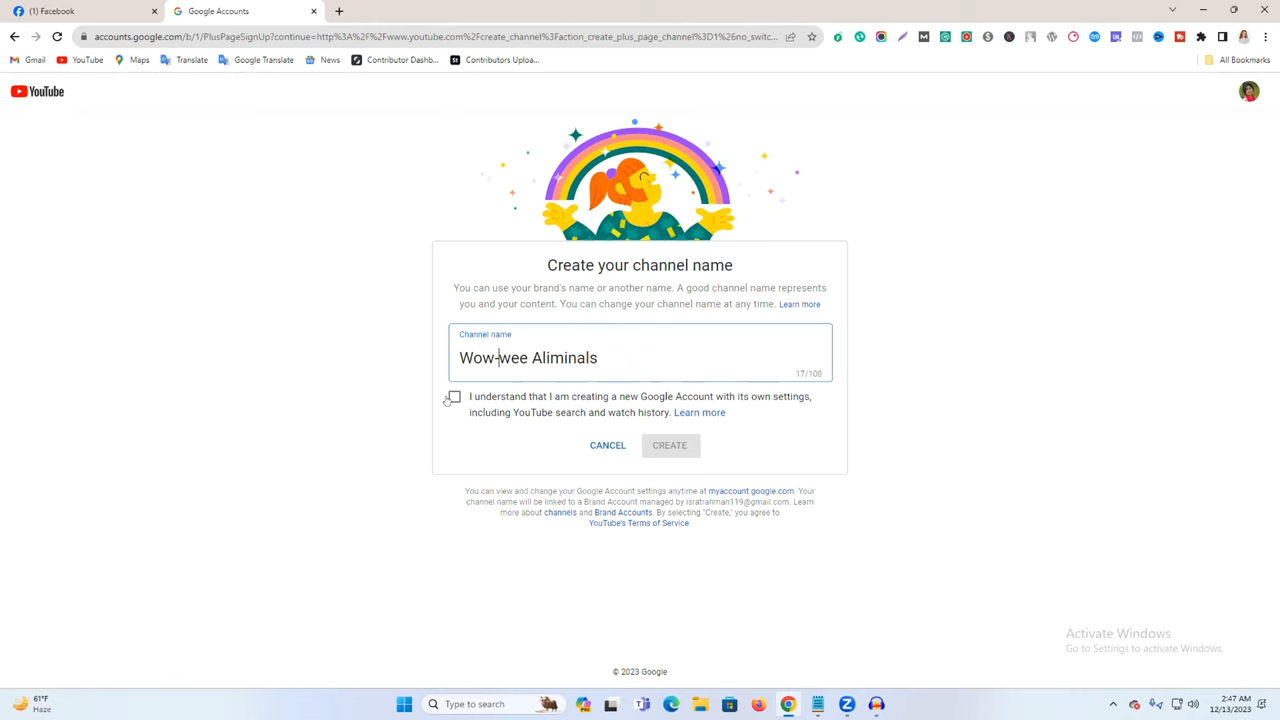 (1) Facebook
Google Accounts
accounts.google.com/b/1/PlusPageSignUp?continue=http%3A%2F%2Fwww.youtube.com%2Fcreate_channel%3Faction_create_plus_page_channel%3D1%26no_switc...
Gmail YouTube Maps Translate Google Translate News Contributor Dashb... Contributors Uploa... All Bookmarks
YouTube
Create your channel name
You can use your brand's name or another name. A good channel name represents
you and your content. You can change your channel name at any time. Learn more
Channel name
Wow-wee Aliminals
17/100
I understand that I am creating a new Google Account with its own settings,
including YouTube search and watch history. Learn more
CANCEL CREATE
You can view and change your Google Account settings anytime at myaccount.google.com. Your
channel name will be linked to a Brand Account managed by isratrahman119@gmail.com. Learn
more about channels and Brand Accounts. By selecting "Create," you agree to
YouTube's Terms of Service.
Activate Windows
Go to Settings to activate Windows.
© 2023 Google
61°F
Haze
Type to search
2:47 AM
12/13/2023